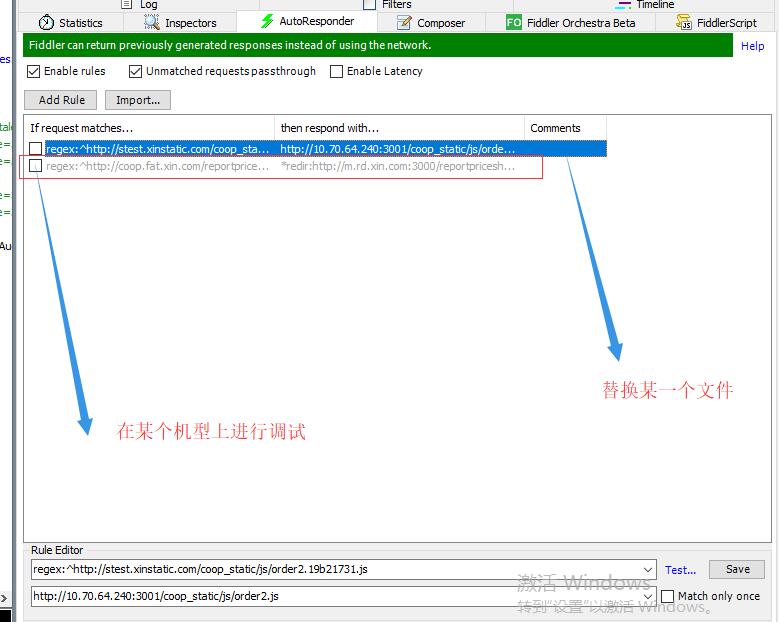 Log
Filters
Timeline
Statistics
Inspectors
AutoResponder
Composer
FO Fiddler Orchestra Beta
JS FiddlerScript
Fiddler can return previously generated responses instead of using the network.
Help
Enable rules
Unmatched requests passthrough
Enable Latency
Add Rule
Import...
If request matches...
then respond with...
Comments
regex:^http://stest.xinstatic.com/coop_sta...
http://10.70.64.240:3001/coop_static/js/orde...
regex:^http://coop.fat.xin.com/reportprice...
*redir:http://m.rd.xin.com:3000/reportpricesh...
替换某一个文件
在某个机型上进行调试
Rule Editor
regex:^http://stest.xinstatic.com/coop_static/js/order2.19b21731.js
Test...
Save
http://10.70.64.240:3001/coop_static/js/order2.js
Match only once
激活 Windows
转到"设置"以激活 Windows。